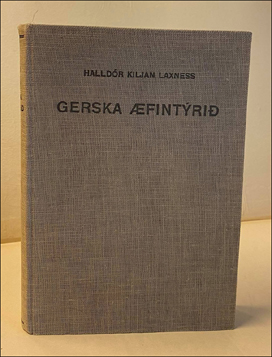 HALLDÓR KILJAN LAXNESS
GERSKA ÆFINTÝRIÐ